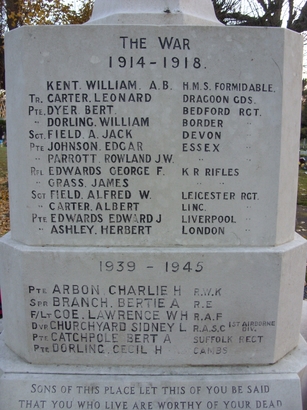 THE WAR
1914-1918.
KENT. WILLIAM. A.B. H.M.S. FORMIDABLE.
TR. CARTER. LEONARD DRAGOON GDS.
PTE. DYER BERT. BEDFORD RGT.
" DORLING. WILLIAM BORDER "
SGT. FIELD. A. JACK DEVON
PTE JOHNSON. EDGAR ESSEX "
" PARROTT. ROWLAND J.W. " "
RFL EDWARDS GEORGE F. K R RIFLES
" GRASS. JAMES " "
SGT FIELD. ALFRED W. LEICESTER RGT.
" CARTER. ALBERT LINC. "
PTE EDWARDS EDWARD J LIVERPOOL "
" ASHLEY. HERBERT LONDON "
1939 - 1945
PTE ARBON. CHARLIE H R.W.K
SPR BRANCH. BERTIE A R.E
F/LT COE. LAWRENCE W H R.A.F
DVR CHURCHYARD SIDNEY L R.A.S.C 1ST AIRBORNE DIV.
PTE CATCHPOLE BERT A SUFFOLK REGT
PTE DORLING. CECIL H CAMBS "
SONS OF THIS PLACE LET THIS OF YOU BE SAID
THAT YOU WHO LIVE ARE WORTHY OF YOUR DEAD